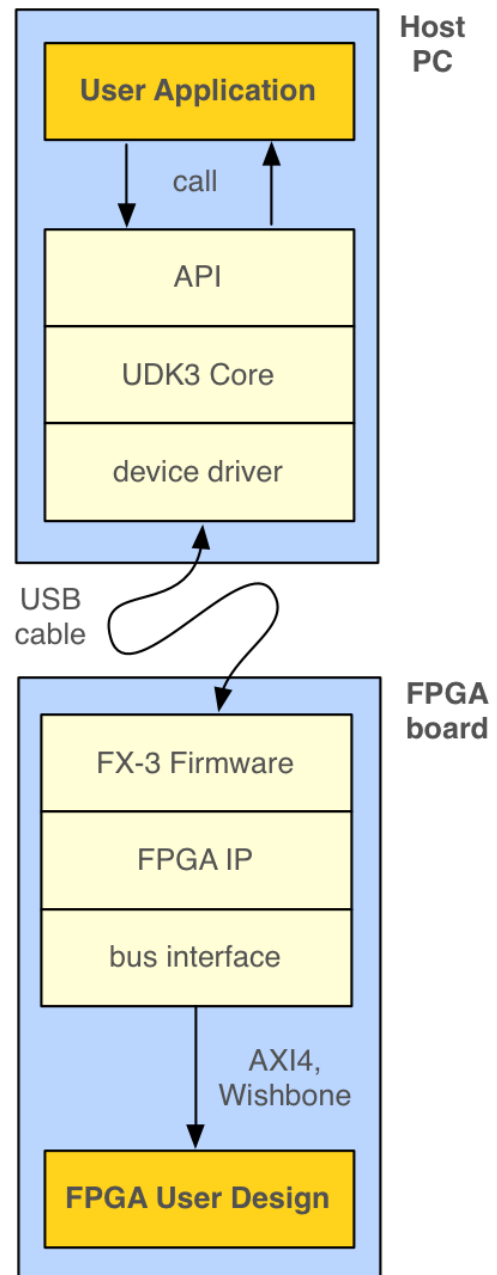 Host
PC
User Application
call
API
UDK3 Core
device driver
USB
cable
FPGA
board
FX-3 Firmware
FPGA IP
bus interface
AXI4,
Wishbone
FPGA User Design